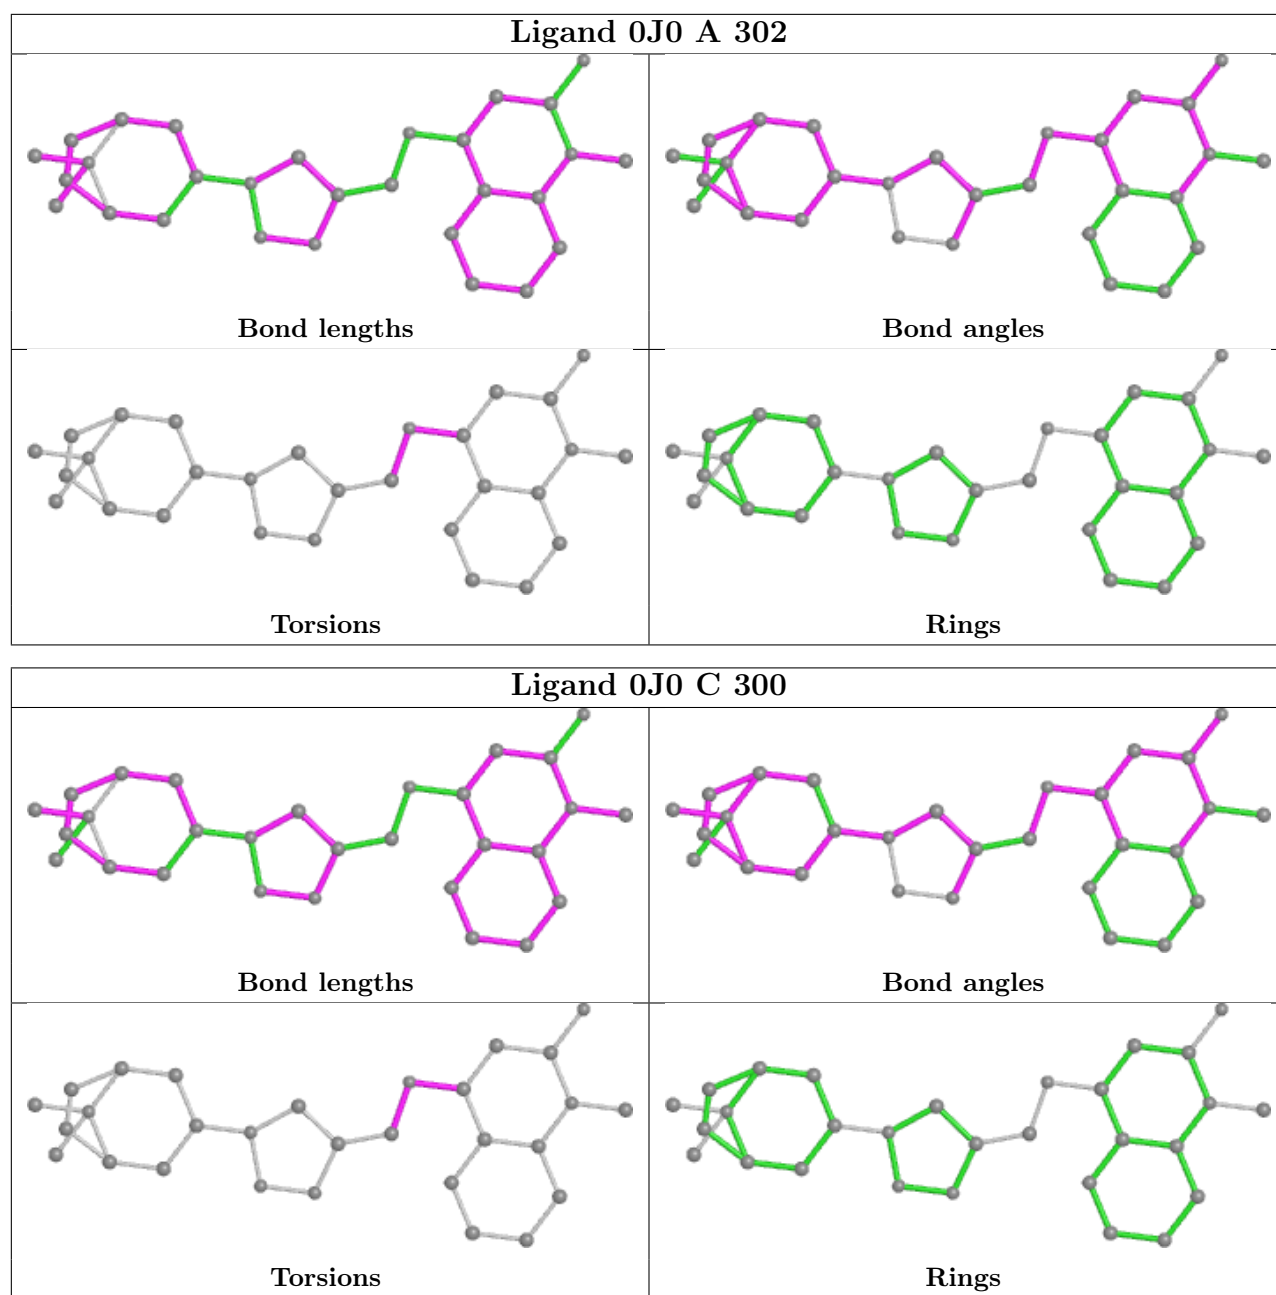 Ligand 0J0 A 302
Bond lengths
Bond angles
Torsions
Rings
Ligand 0J0 C 300
Bond lengths
Bond angles
Torsions
Rings